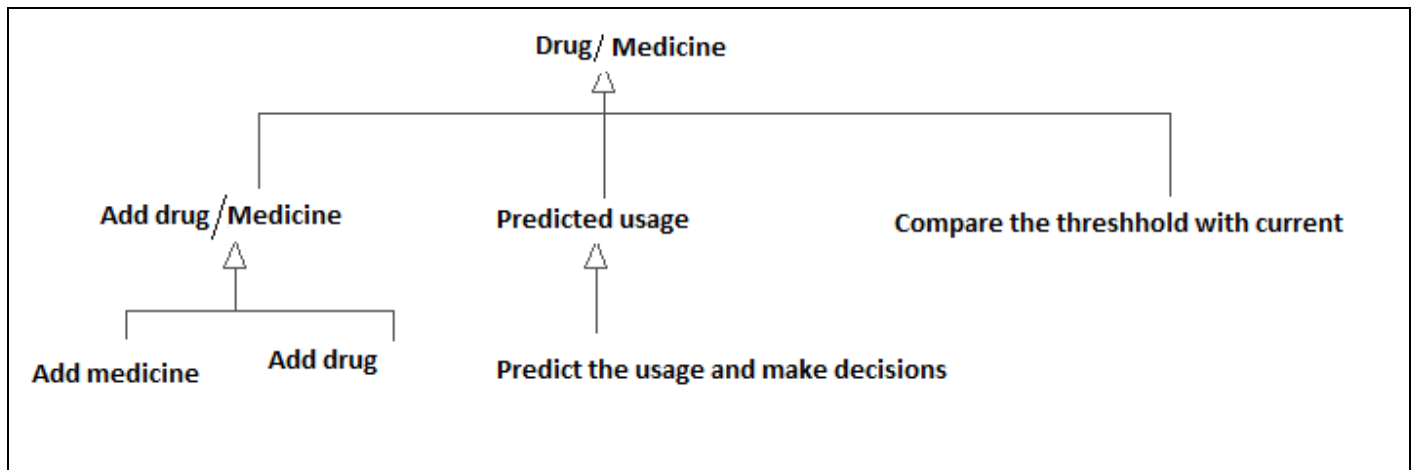 Drug/ Medicine
Add drug/Medicine
Predicted usage
Compare the threshhold with current
Add medicine
Add drug
Predict the usage and make decisions